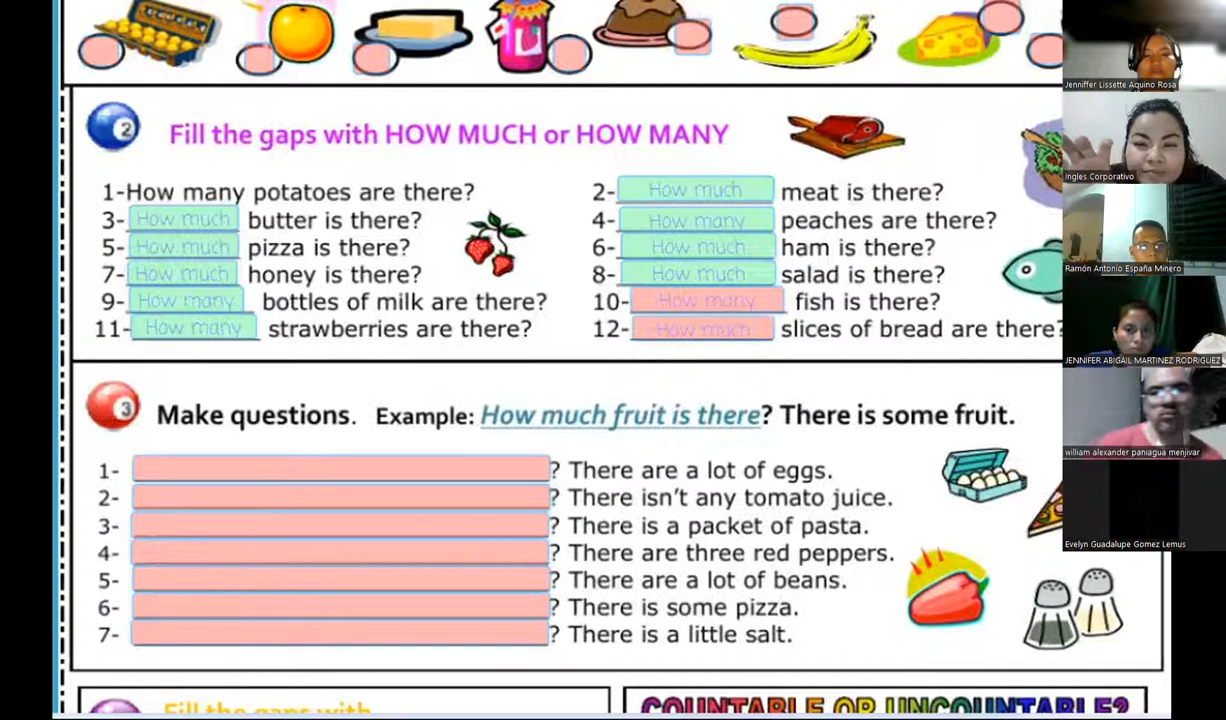 2 Fill the gaps with HOW MUCH or HOW MANY
1-How many potatoes are there?
2- How much meat is there?
3- How much butter is there?
4- How many peaches are there?
5- How much pizza is there?
6- How much ham is there?
7- How much honey is there?
8- How much salad is there?
9- How many bottles of milk are there?
10- How many fish is there?
11- How many strawberries are there?
12- How much slices of bread are there?
3 Make questions. Example: How much fruit is there? There is some fruit.
1- ? There are a lot of eggs.
2- ? There isn't any tomato juice.
3- ? There is a packet of pasta.
4- ? There are three red peppers.
5- ? There are a lot of beans.
6- ? There is some pizza.
7- ? There is a little salt.
Fill the gaps with
COUNTABLE OR UNCOUNTABLE?
Jenniffer Lissette Aquino Rosa
Ingles Corporativo
Ramón Antonio España Minero
JENNIFER ABIGAIL MARTINEZ RODRIGUEZ
william alexander paniagua menjivar
Evelyn Guadalupe Gomez Lemus